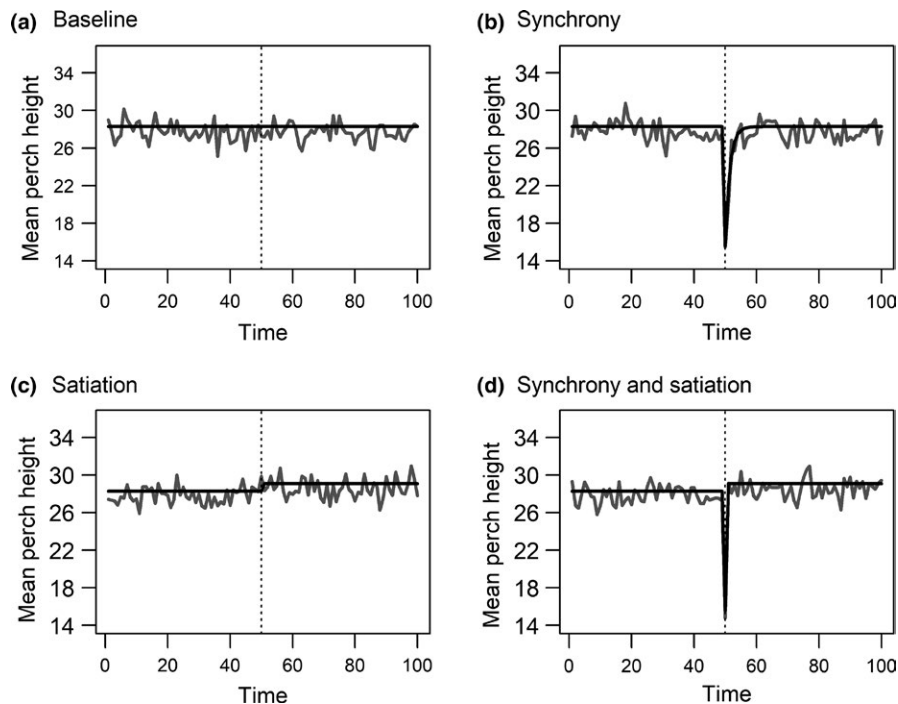 (a) Baseline
Mean perch height
34
30
26
22
18
14
0 20 40 60 80 100
Time
(b) Synchrony
Mean perch peight
34
30
26
22
18
14
0 20 40 60 80 100
Time
(c) Satiation
Mean perch height
34
30
26
22
18
14
0 20 40 60 80 100
Time
(d) Synchrony and satiation
Mean perch height
34
30
26
22
18
14
0 20 40 60 80 100
Time